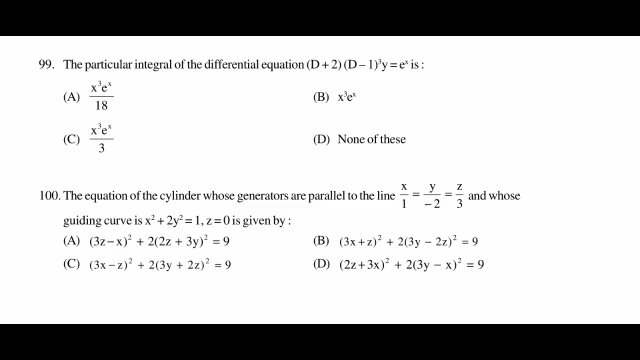 99. The particular integral of the differential equation (D + 2) (D – 1)³y = eˣ is :
(A) x³eˣ/18 (B) x³eˣ
(C) x³eˣ/3 (D) None of these
100. The equation of the cylinder whose generators are parallel to the line x/1 = y/–2 = z/3 and whose
guiding curve is x² + 2y² = 1, z = 0 is given by :
(A) (3z – x)² + 2(2z + 3y)² = 9 (B) (3x + z)² + 2(3y – 2z)² = 9
(C) (3x – z)² + 2(3y + 2z)² = 9 (D) (2z + 3x)² + 2(3y – x)² = 9